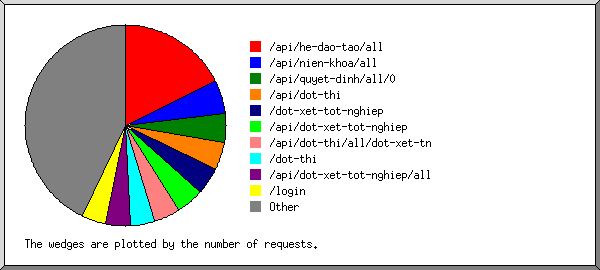 /api/he-dao-tao/all
/api/nien-khoa/all
/api/quyet-dinh/all/0
/api/dot-thi
/dot-xet-tot-nghiep
/api/dot-xet-tot-nghiep
/api/dot-thi/all/dot-xet-tn
/dot-thi
/api/dot-xet-tot-nghiep/all
/login
Other
The wedges are plotted by the number of requests.